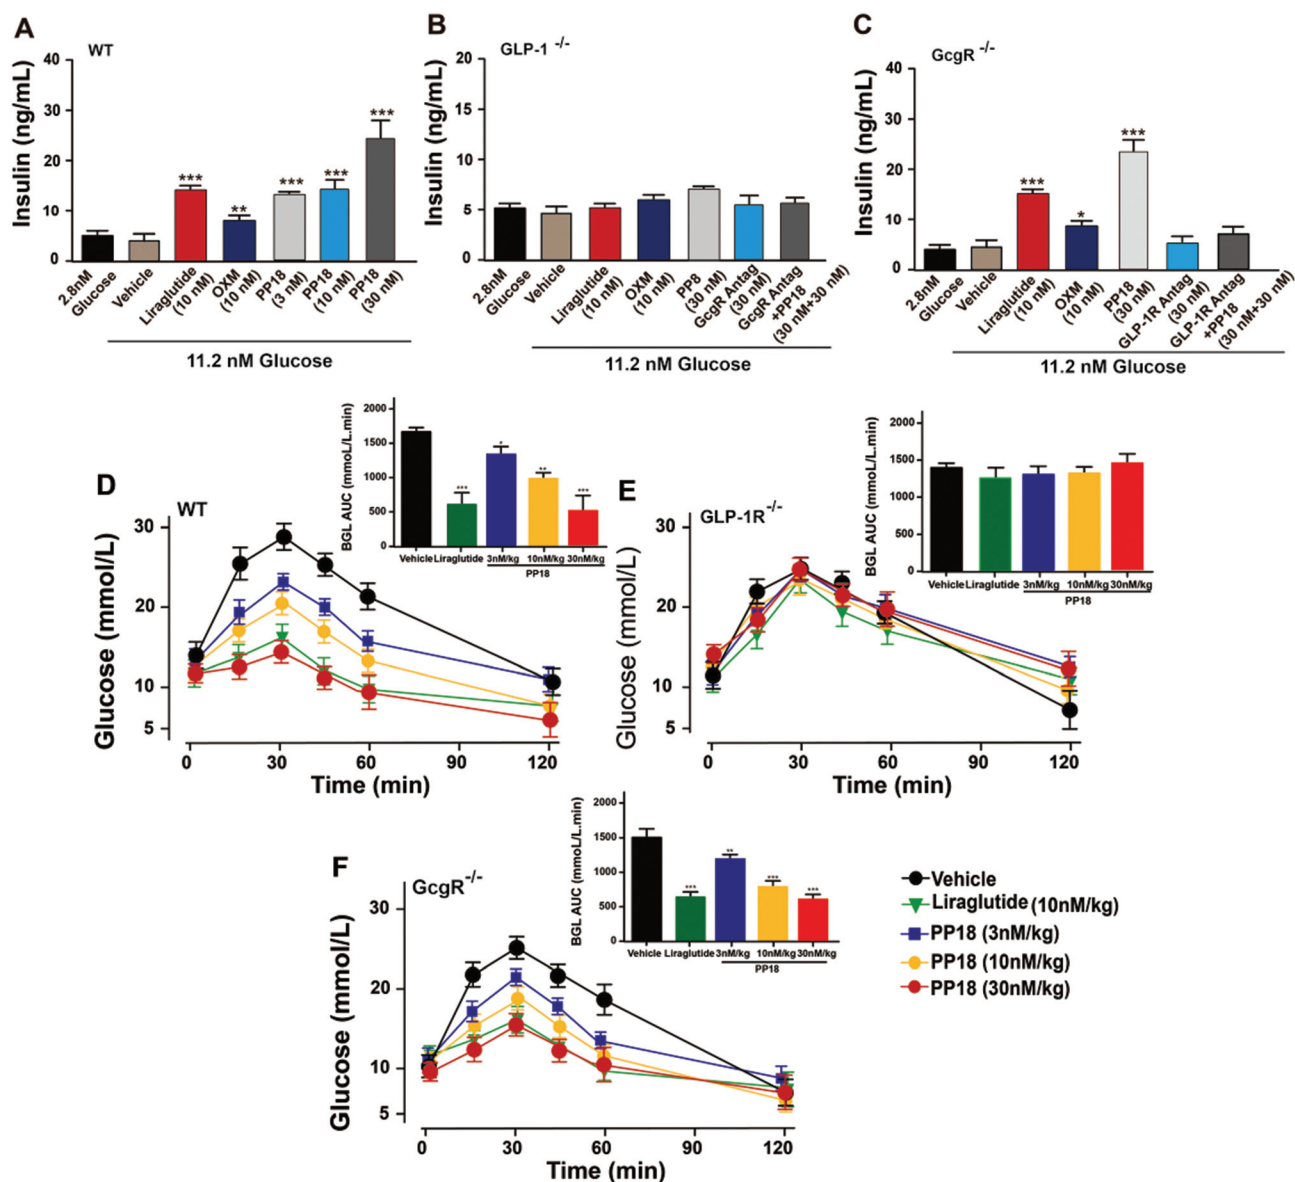 A
WT
Insulin (ng/mL)
40
30
20
10
0
***
**
***
***
***
2.8nM
Glucose
Vehicle
Liraglutide
(10 nM)
OXM
(10 nM)
PP18
(3 nM)
PP18
(10 nM)
PP18
(30 nM)
11.2 nM Glucose
B
GLP-1 -/-
Insulin (ng/mL)
20
15
10
5
0
2.8nM
Glucose
Vehicle
Liraglutide
(10 nM)
OXM
(10 nM)
PP8
(30 nM)
GcgR Antag
(30 nM)
GcgR Antag
+PP18
(30 nM+30 nM)
11.2 nM Glucose
C
GcgR -/-
Insulin (ng/mL)
40
20
10
0
***
*
***
2.8nM
Glucose
Vehicle
Liraglutide
(10 nM)
OXM
(10 nM)
PP18
(30 nM)
GLP-1R Antag
(30 nM)
GLP-1R Antag
+PP18
(30 nM+30 nM)
11.2 nM Glucose
D
WT
Glucose (mmol/L)
30
20
10
5
0
30
60
90
120
Time (min)
BGL AUC (mmoL/L.min)
2000
1500
1000
500
0
***
*
**
***
Vehicle
Liraglutide
3nM/kg
10nM/kg
30nM/kg
PP18
E
GLP-1R -/-
Glucose (mmol/L)
30
20
10
5
0
30
60
90
120
Time (min)
BGL AUC (mmoL/L.min)
2000
1500
1000
500
0
Vehicle
Liraglutide
3nM/kg
10nM/kg
30nM/kg
PP18
F
GcgR -/-
Glucose (mmol/L)
30
20
10
5
0
30
60
90
120
Time (min)
BGL AUC (mmoL/L.min)
2000
1500
1000
500
0
***
**
***
***
Vehicle
Liraglutide
3nM/kg
10nM/kg
30nM/kg
PP18
Vehicle
Liraglutide (10nM/kg)
PP18 (3nM/kg)
PP18 (10nM/kg)
PP18 (30nM/kg)